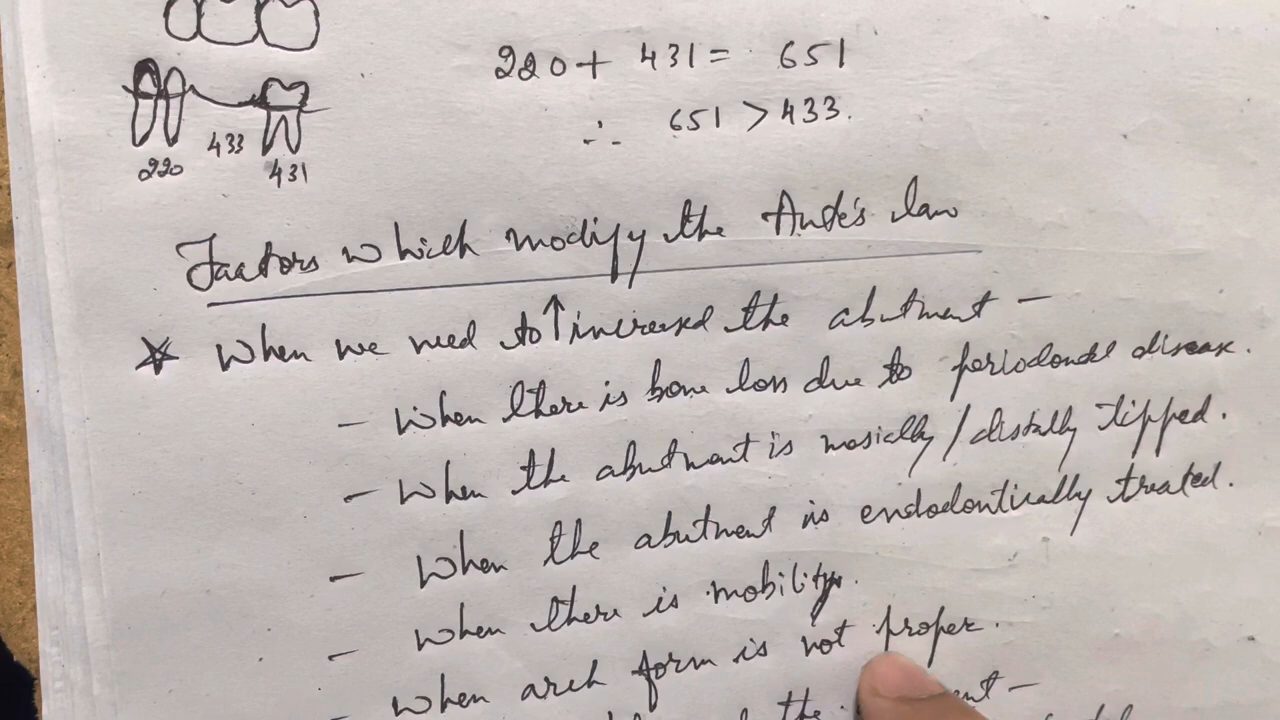 220 + 431 = 651
∴ 651 > 433.
433
220 431
Factors which modify the Ante's law
* When we need to ↑ increased the abutment –
– When there is bone loss due to periodontal disease.
– When the abutment is mesially / distally tipped.
– When the abutment is endodontically treated.
– When there is mobility.
– When arch form is not proper.
the